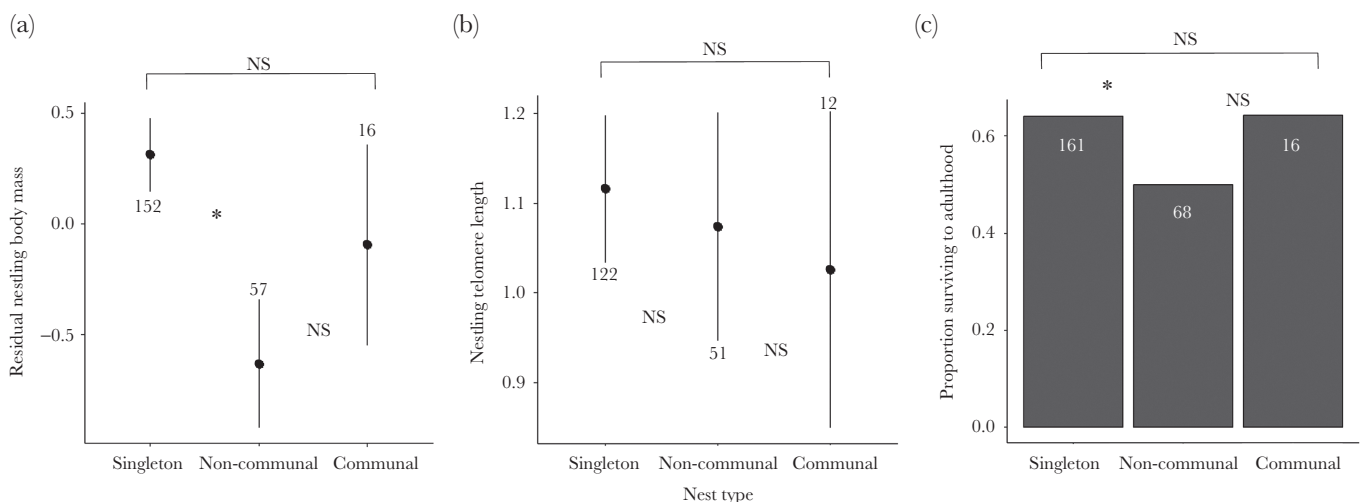 (a)
NS
0.5
0.0
−0.5
Residual nestling body mass
152
*
57
NS
16
Singleton Non-communal Communal
(b)
NS
1.2
1.1
1.0
0.9
Nestling telomere length
122
NS
51
NS
12
Singleton Non-communal Communal
Nest type
(c)
NS
*
NS
0.6
0.4
0.2
0.0
Proportion surviving to adulthood
161
68
16
Singleton Non-communal Communal